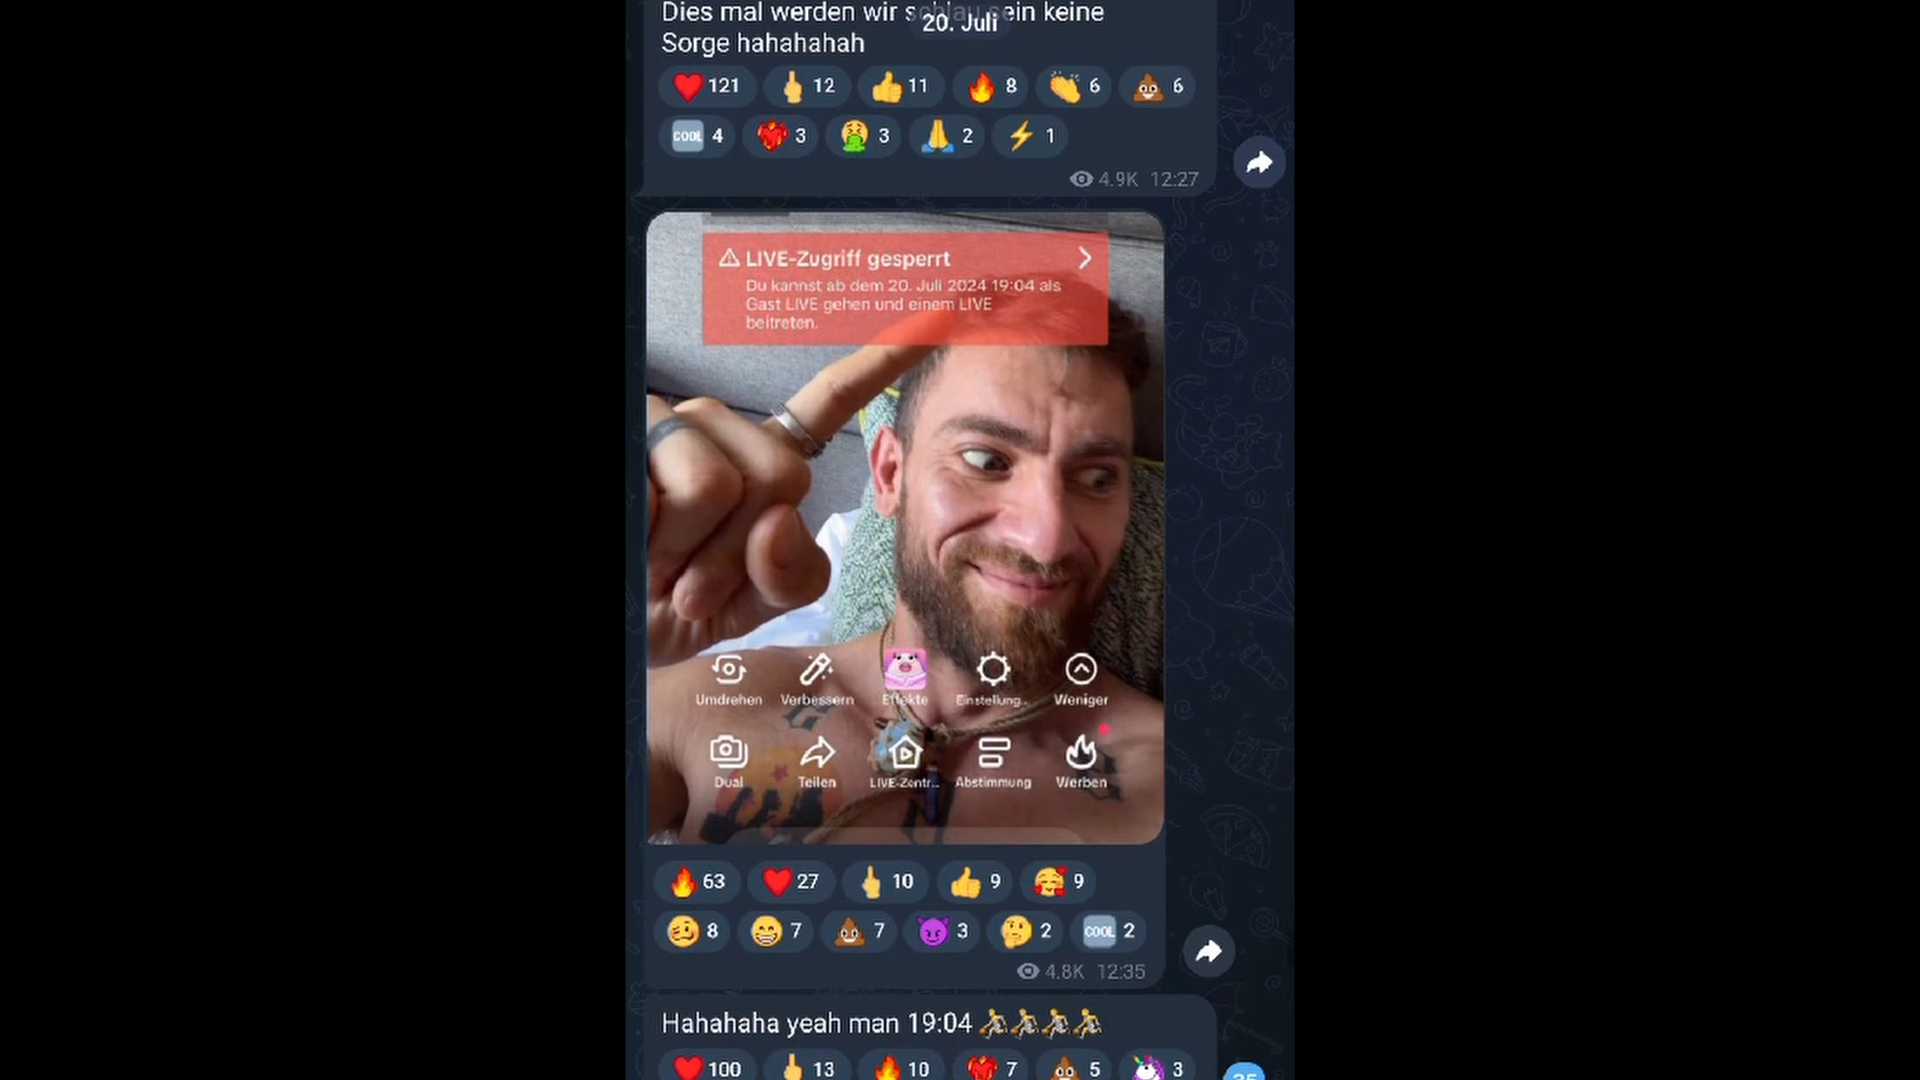 Dies mal werden wir schlau sein keine
20. Juli
Sorge hahahahah
121 12 11 8 6 6
COOL 4 3 3 2 1
4.9K 12:27
LIVE-Zugriff gesperrt
Du kannst ab dem 20. Juli 2024 19:04 als
Gast LIVE gehen und einem LIVE
beitreten.
Umdrehen Verbessern Effekte Einstellung... Weniger
Dual Teilen LIVE-Zentr... Abstimmung Werben
63 27 10 9 9
8 7 7 3 2 COOL 2
4.8K 12:35
Hahahaha yeah man 19:04
100 13 10 7 5 3